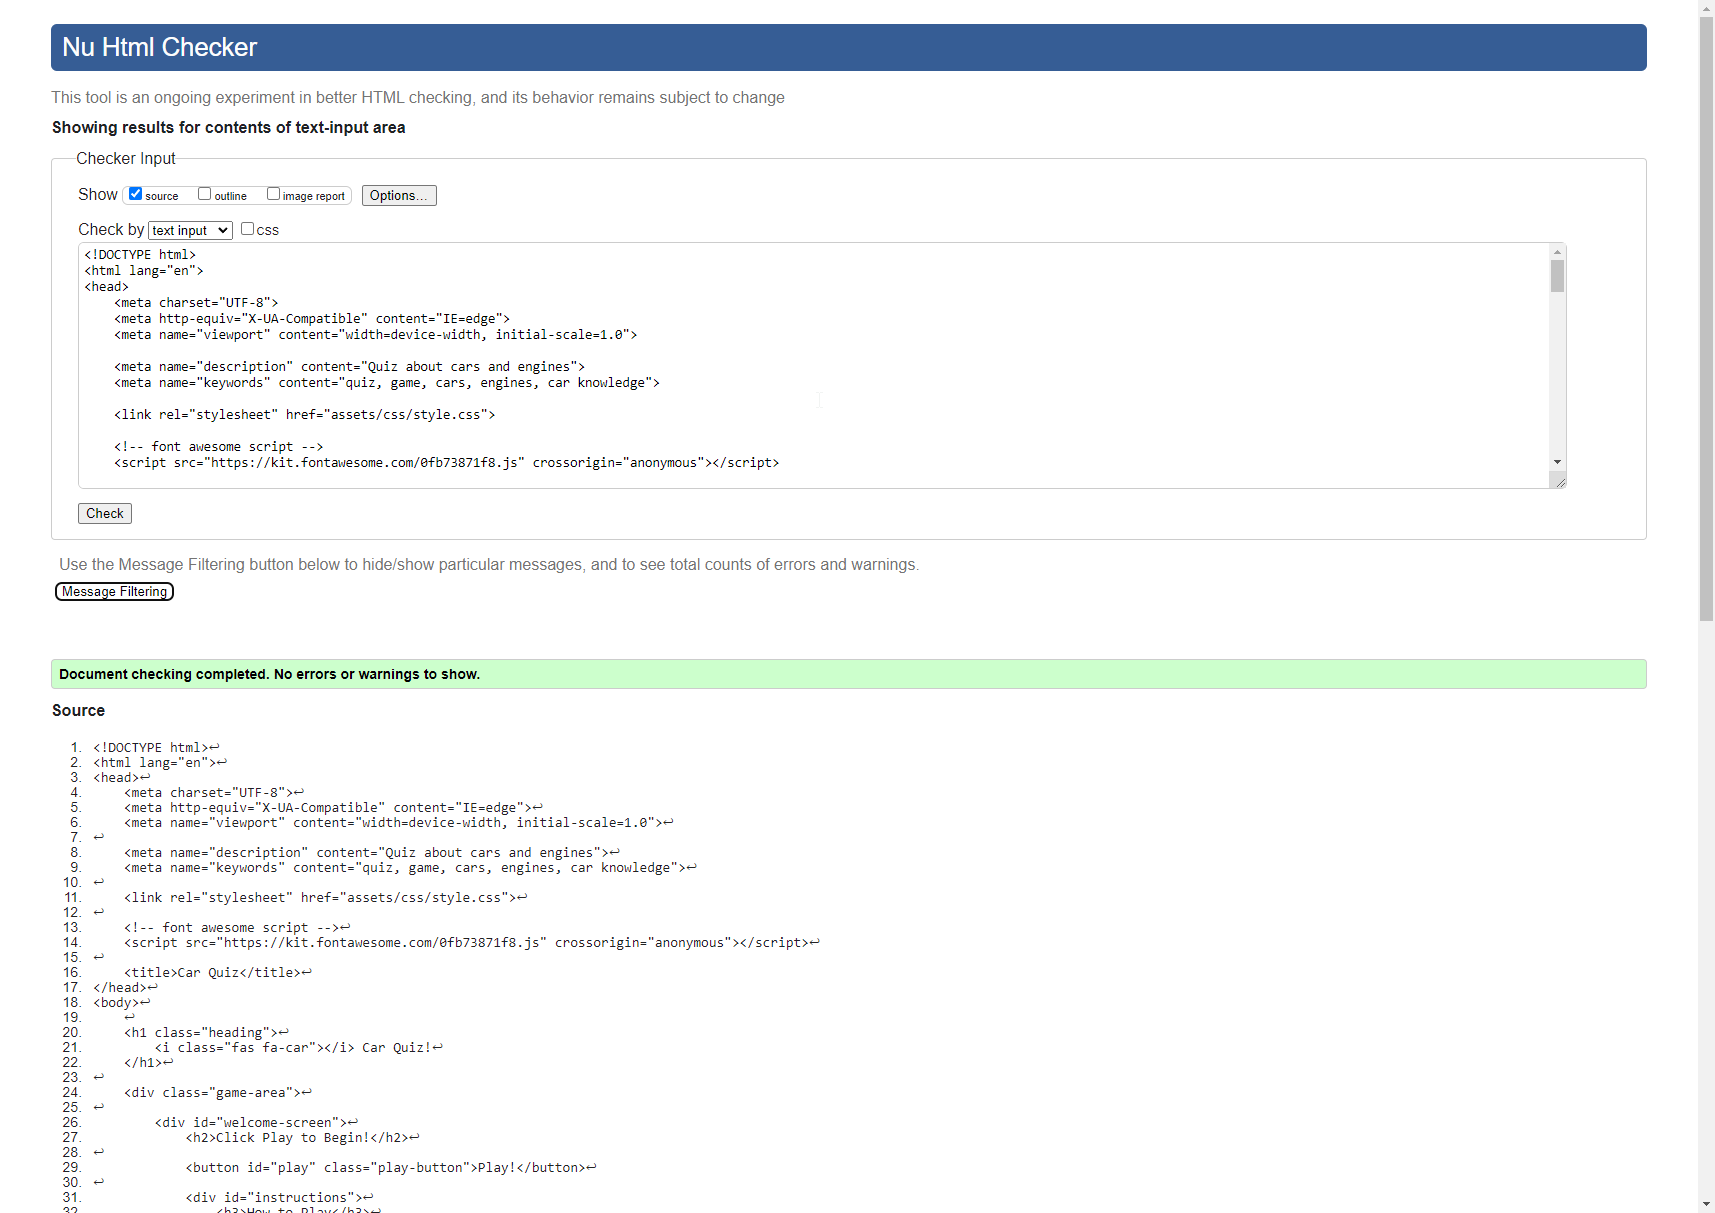 Nu Html Checker
This tool is an ongoing experiment in better HTML checking, and its behavior remains subject to change
Showing results for contents of text-input area
Checker Input
Show source outline image report Options...
Check by text input css
<!DOCTYPE html>
<html lang="en">
<head>
    <meta charset="UTF-8">
    <meta http-equiv="X-UA-Compatible" content="IE=edge">
    <meta name="viewport" content="width=device-width, initial-scale=1.0">
    <meta name="description" content="Quiz about cars and engines">
    <meta name="keywords" content="quiz, game, cars, engines, car knowledge">
    <link rel="stylesheet" href="assets/css/style.css">
    <!-- font awesome script -->
    <script src="https://kit.fontawesome.com/0fb73871f8.js" crossorigin="anonymous"></script>
Check
Use the Message Filtering button below to hide/show particular messages, and to see total counts of errors and warnings.
Message Filtering
Document checking completed. No errors or warnings to show.
Source
1. <!DOCTYPE html>↩
2. <html lang="en">↩
3. <head>↩
4.     <meta charset="UTF-8">↩
5.     <meta http-equiv="X-UA-Compatible" content="IE=edge">↩
6.     <meta name="viewport" content="width=device-width, initial-scale=1.0">↩
7. ↩
8.     <meta name="description" content="Quiz about cars and engines">↩
9.     <meta name="keywords" content="quiz, game, cars, engines, car knowledge">↩
10. ↩
11.     <link rel="stylesheet" href="assets/css/style.css">↩
12. ↩
13.     <!-- font awesome script -->↩
14.     <script src="https://kit.fontawesome.com/0fb73871f8.js" crossorigin="anonymous"></script>↩
15. ↩
16.     <title>Car Quiz</title>↩
17. </head>↩
18. <body>↩
19.     ↩
20.     <h1 class="heading">↩
21.         <i class="fas fa-car"></i> Car Quiz!↩
22.     </h1>↩
23. ↩
24.     <div class="game-area">↩
25. ↩
26.         <div id="welcome-screen">↩
27.             <h2>Click Play to Begin!</h2>↩
28. ↩
29.             <button id="play" class="play-button">Play!</button>↩
30. ↩
31.             <div id="instructions">↩
32.                 <h3>How to Play</h3>↩